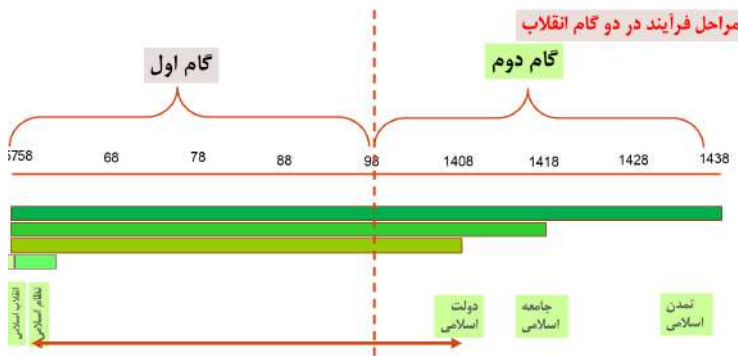 مراحل فرآیند در دو گام انقلاب
گام دوم
گام اول
5758 68 78 88 98 1408 1418 1428 1438
انقلاب اسلامی
نظام اسلامی
دولت
اسلامی
جامعه
اسلامی
تمدن
اسلامی